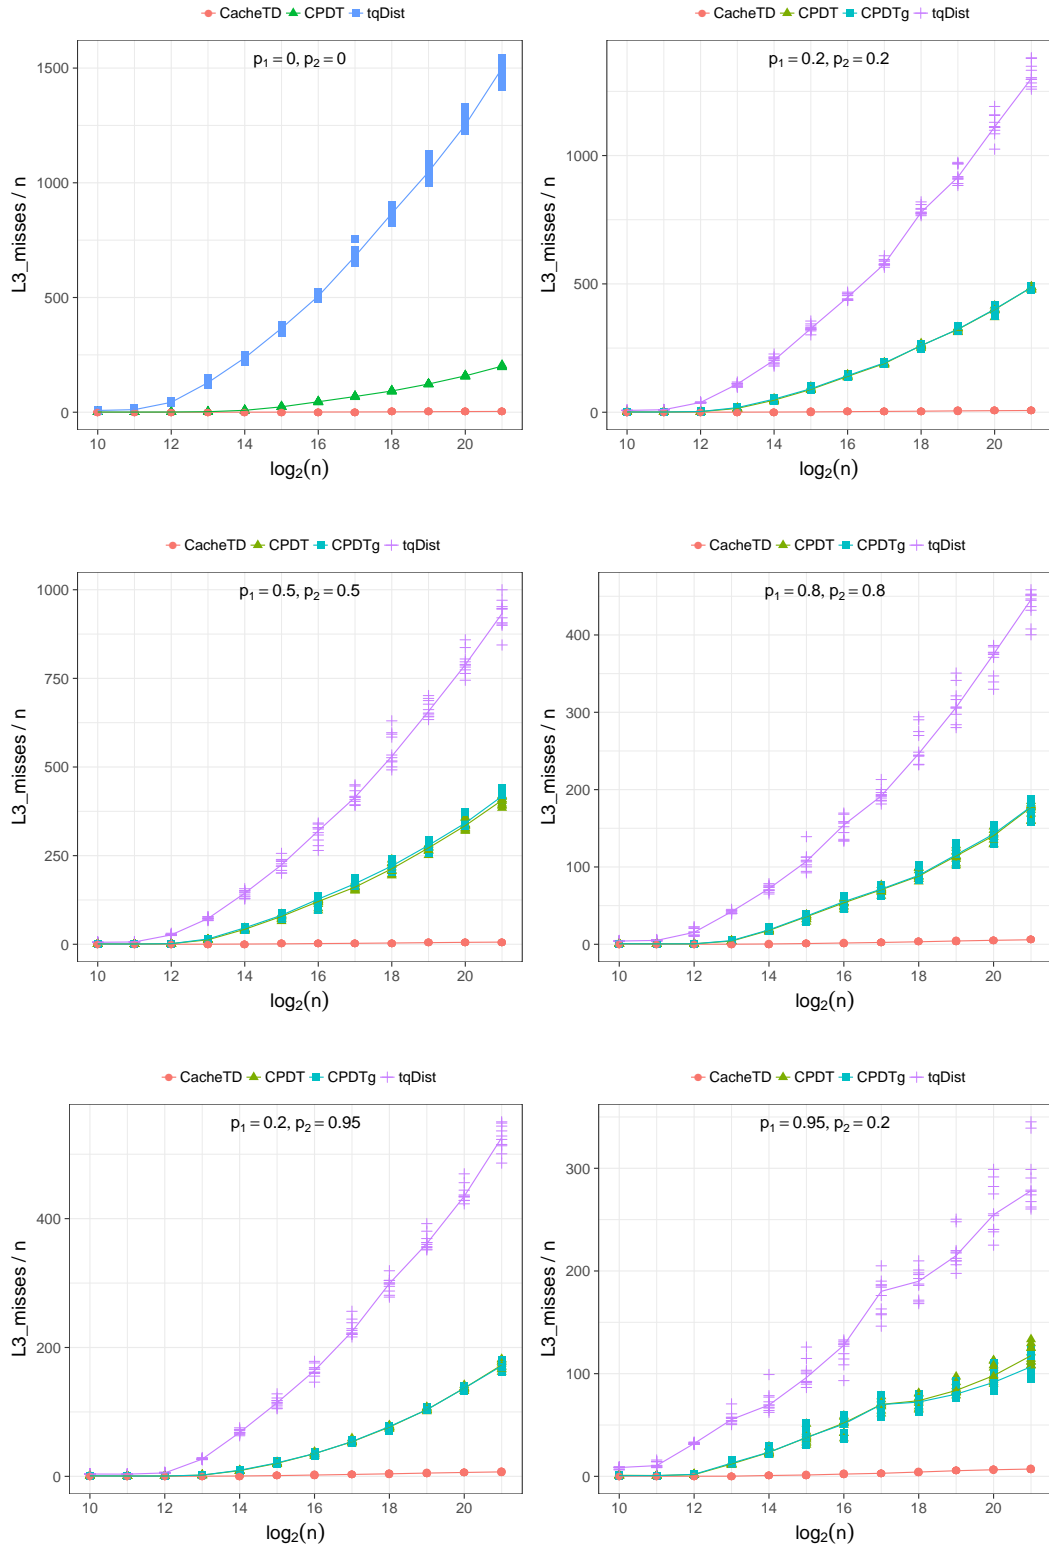 CacheTD CPDT tqDist
p₁ = 0, p₂ = 0
L3_misses / n
1500
1000
500
0
10 12 14 16 18 20
log₂(n)
CacheTD CPDT CPDTg tqDist
p₁ = 0.2, p₂ = 0.2
L3_misses / n
1000
500
0
10 12 14 16 18 20
log₂(n)
CacheTD CPDT CPDTg tqDist
p₁ = 0.5, p₂ = 0.5
L3_misses / n
1000
750
500
250
0
10 12 14 16 18 20
log₂(n)
CacheTD CPDT CPDTg tqDist
p₁ = 0.8, p₂ = 0.8
L3_misses / n
400
300
200
100
0
10 12 14 16 18 20
log₂(n)
CacheTD CPDT CPDTg tqDist
p₁ = 0.2, p₂ = 0.95
L3_misses / n
400
200
0
10 12 14 16 18 20
log₂(n)
CacheTD CPDT CPDTg tqDist
p₁ = 0.95, p₂ = 0.2
L3_misses / n
300
200
100
0
10 12 14 16 18 20
log₂(n)